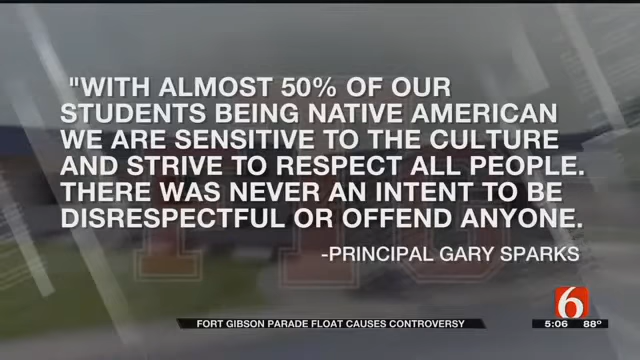 "WITH ALMOST 50% OF OUR
STUDENTS BEING NATIVE AMERICAN
WE ARE SENSITIVE TO THE CULTURE
AND STRIVE TO RESPECT ALL PEOPLE.
THERE WAS NEVER AN INTENT TO BE
DISRESPECTFUL OR OFFEND ANYONE.
-PRINCIPAL GARY SPARKS
6
FORT GIBSON PARADE FLOAT CAUSES CONTROVERSY
5:06 88°